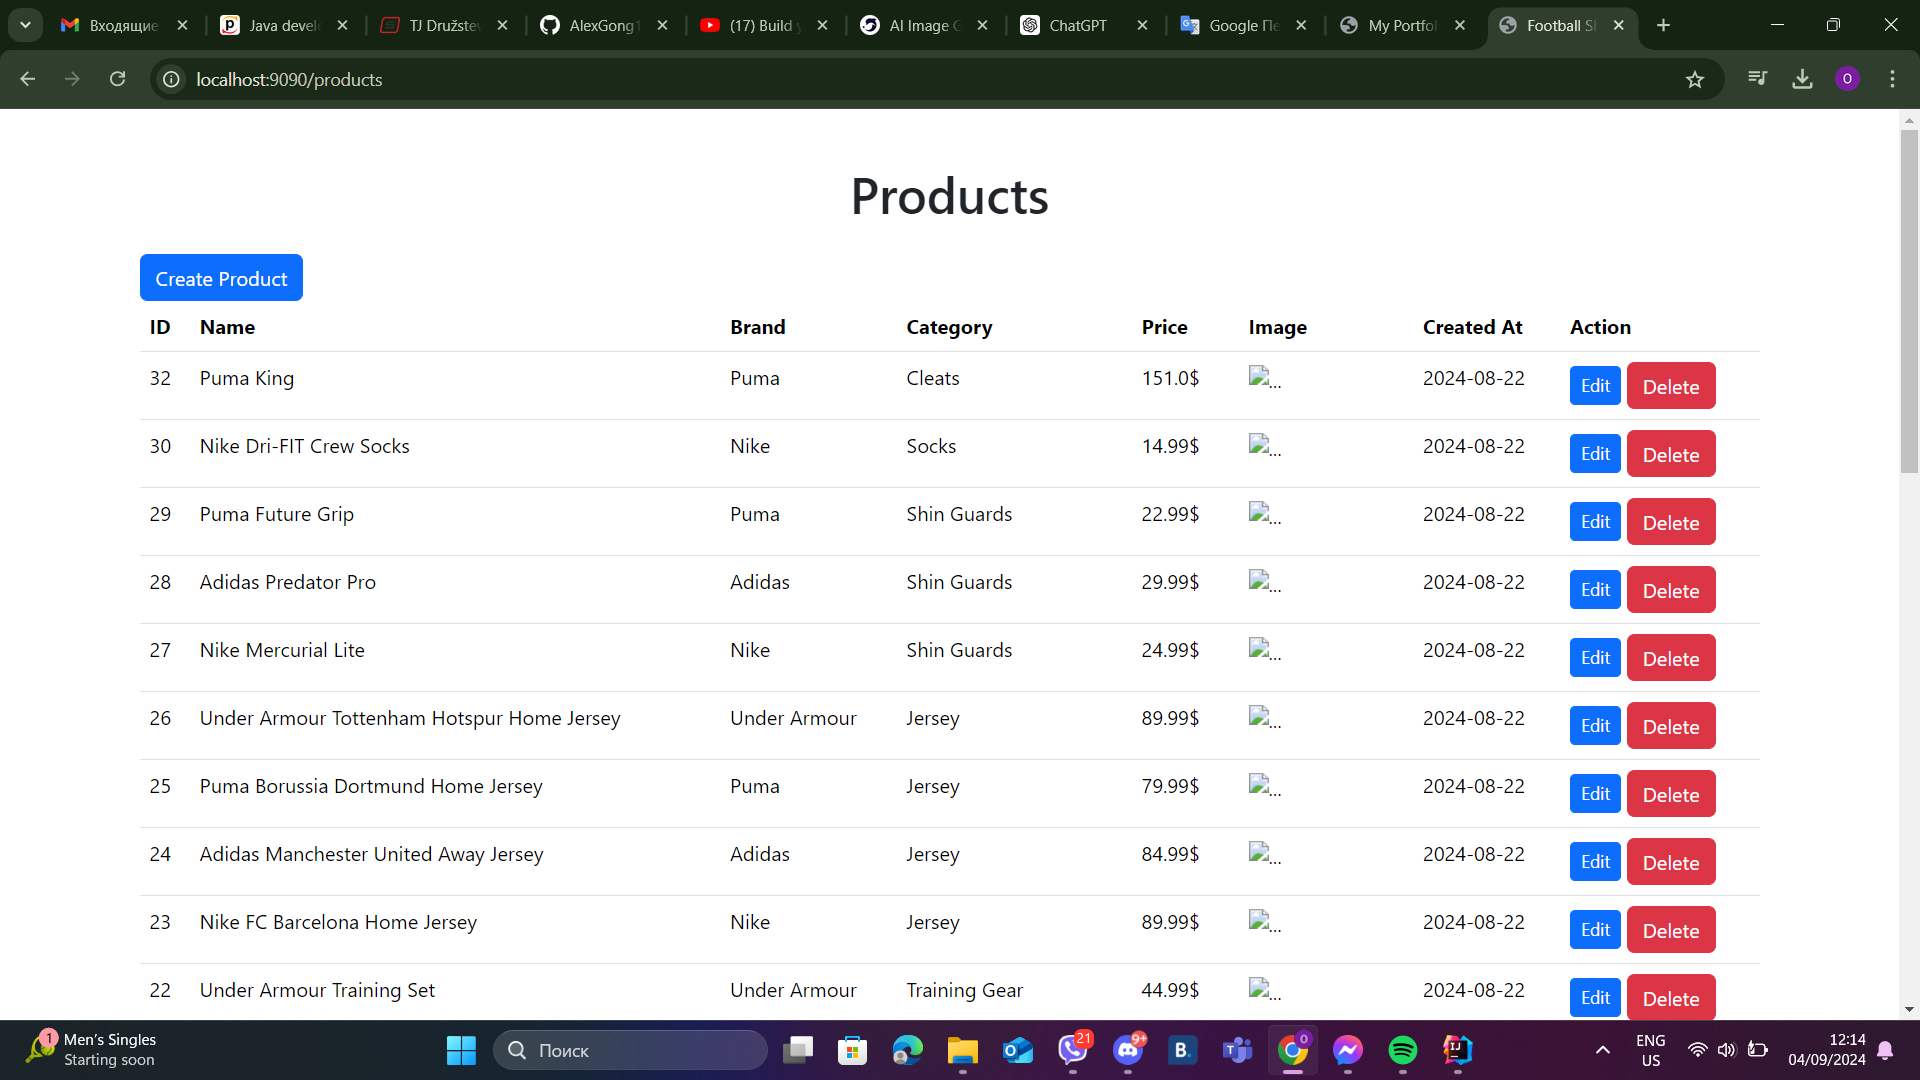 Входящие
Java devel
TJ Družstev
AlexGong1
(17) Build y
AI Image G
ChatGPT
Google Пе
My Portfol
Football Sh
localhost:9090/products
O
Products
Create Product
ID Name Brand Category Price Image Created At Action
32 Puma King Puma Cleats 151.0$ ... 2024-08-22 Edit Delete
30 Nike Dri-FIT Crew Socks Nike Socks 14.99$ ... 2024-08-22 Edit Delete
29 Puma Future Grip Puma Shin Guards 22.99$ ... 2024-08-22 Edit Delete
28 Adidas Predator Pro Adidas Shin Guards 29.99$ ... 2024-08-22 Edit Delete
27 Nike Mercurial Lite Nike Shin Guards 24.99$ ... 2024-08-22 Edit Delete
26 Under Armour Tottenham Hotspur Home Jersey Under Armour Jersey 89.99$ ... 2024-08-22 Edit Delete
25 Puma Borussia Dortmund Home Jersey Puma Jersey 79.99$ ... 2024-08-22 Edit Delete
24 Adidas Manchester United Away Jersey Adidas Jersey 84.99$ ... 2024-08-22 Edit Delete
23 Nike FC Barcelona Home Jersey Nike Jersey 89.99$ ... 2024-08-22 Edit Delete
22 Under Armour Training Set Under Armour Training Gear 44.99$ ... 2024-08-22 Edit Delete
1
Men's Singles
Starting soon
Поиск
21
9+
B.
ENG
US
12:14
04/09/2024